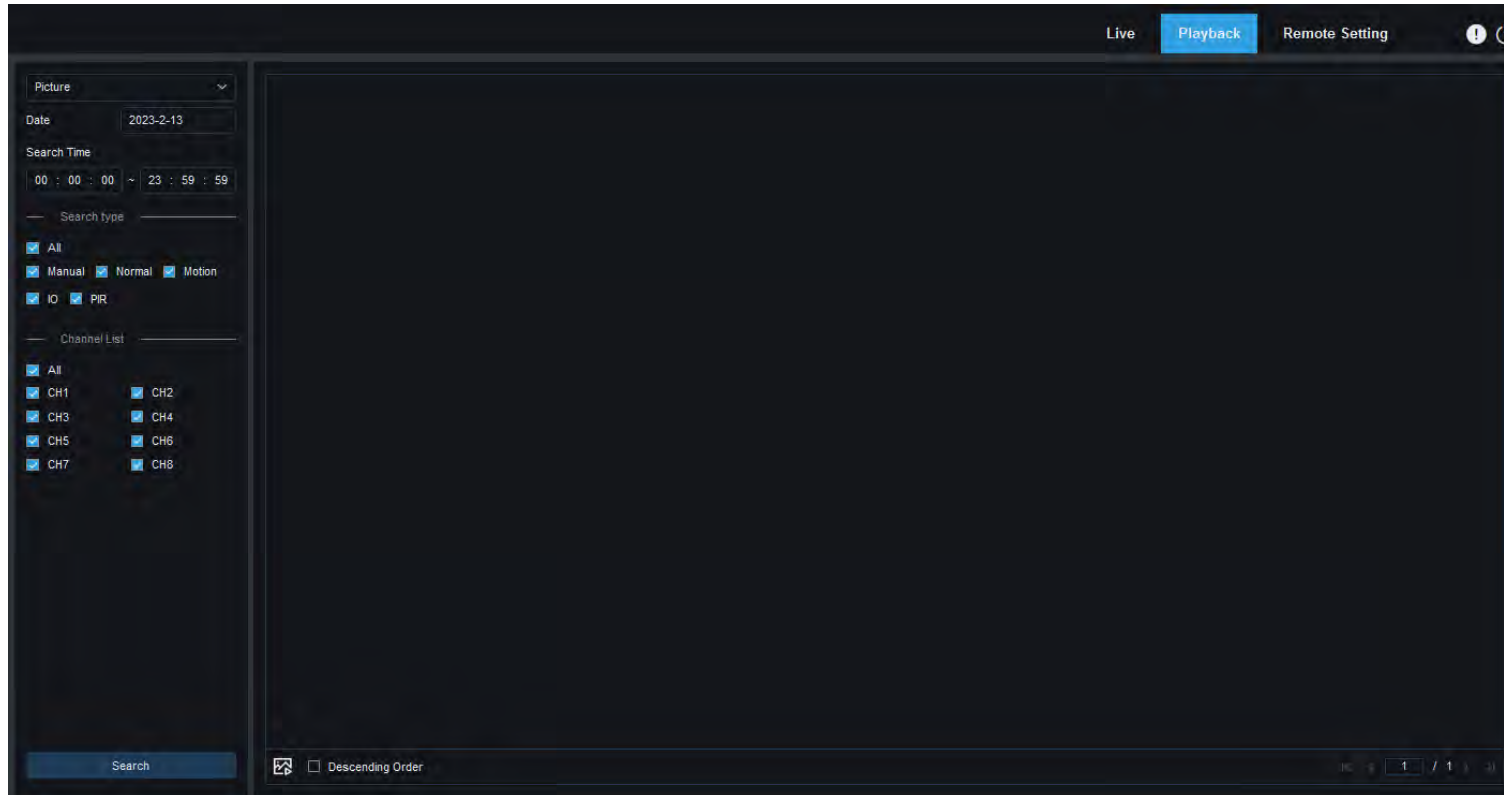 Live Playback Remote Setting
Picture
Date 2023-2-13
Search Time
00 : 00 : 00 ~ 23 : 59 : 59
Search type
All
Manual Normal Motion
IO PIR
Channel List
All
CH1 CH2
CH3 CH4
CH5 CH6
CH7 CH8
Search
Descending Order
1 / 1